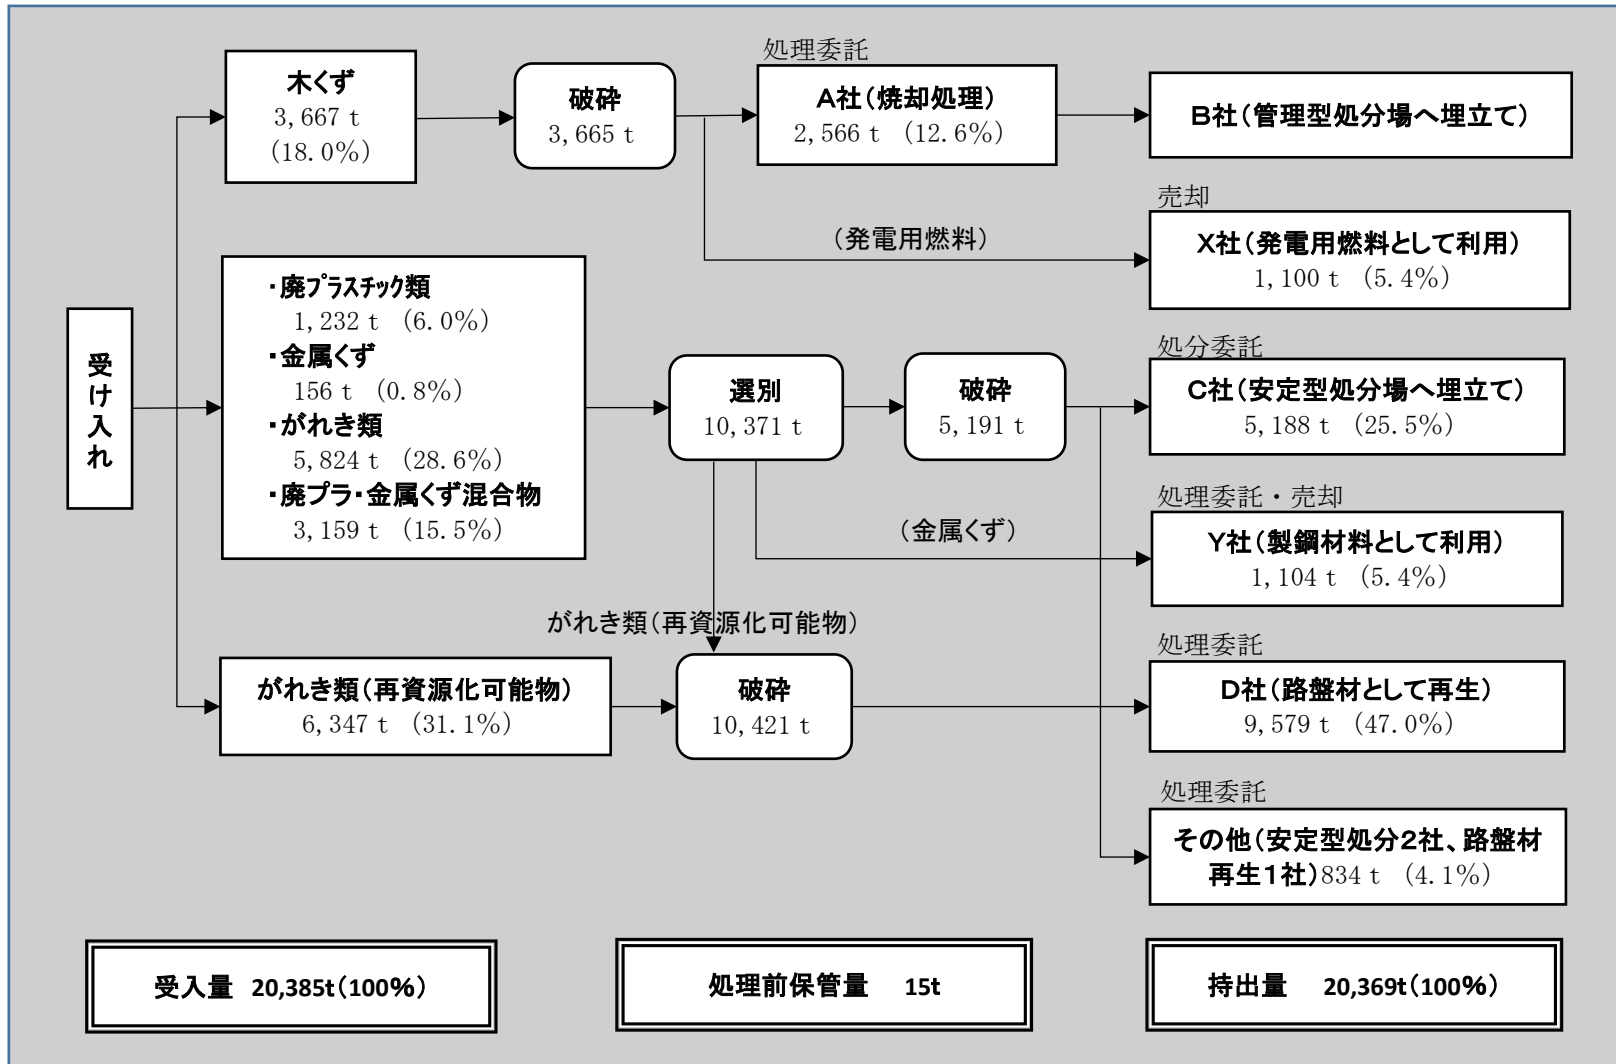 受け入れ
木くず
3,667 t
(18.0%)
破砕
3,665 t
処理委託
A社(焼却処理)
2,566 t (12.6%)
B社(管理型処分場へ埋立て)
(発電用燃料)
売却
X社(発電用燃料として利用)
1,100 t (5.4%)
・廃プラスチック類
1,232 t (6.0%)
・金属くず
156 t (0.8%)
・がれき類
5,824 t (28.6%)
・廃プラ・金属くず混合物
3,159 t (15.5%)
選別
10,371 t
破砕
5,191 t
処分委託
C社(安定型処分場へ埋立て)
5,188 t (25.5%)
(金属くず)
処理委託・売却
Y社(製鋼材料として利用)
1,104 t (5.4%)
がれき類(再資源化可能物)
がれき類(再資源化可能物)
6,347 t (31.1%)
破砕
10,421 t
処理委託
D社(路盤材として再生)
9,579 t (47.0%)
処理委託
その他(安定型処分2社、路盤材
再生1社)834 t (4.1%)
受入量 20,385t(100%)
処理前保管量 15t
持出量 20,369t(100%)